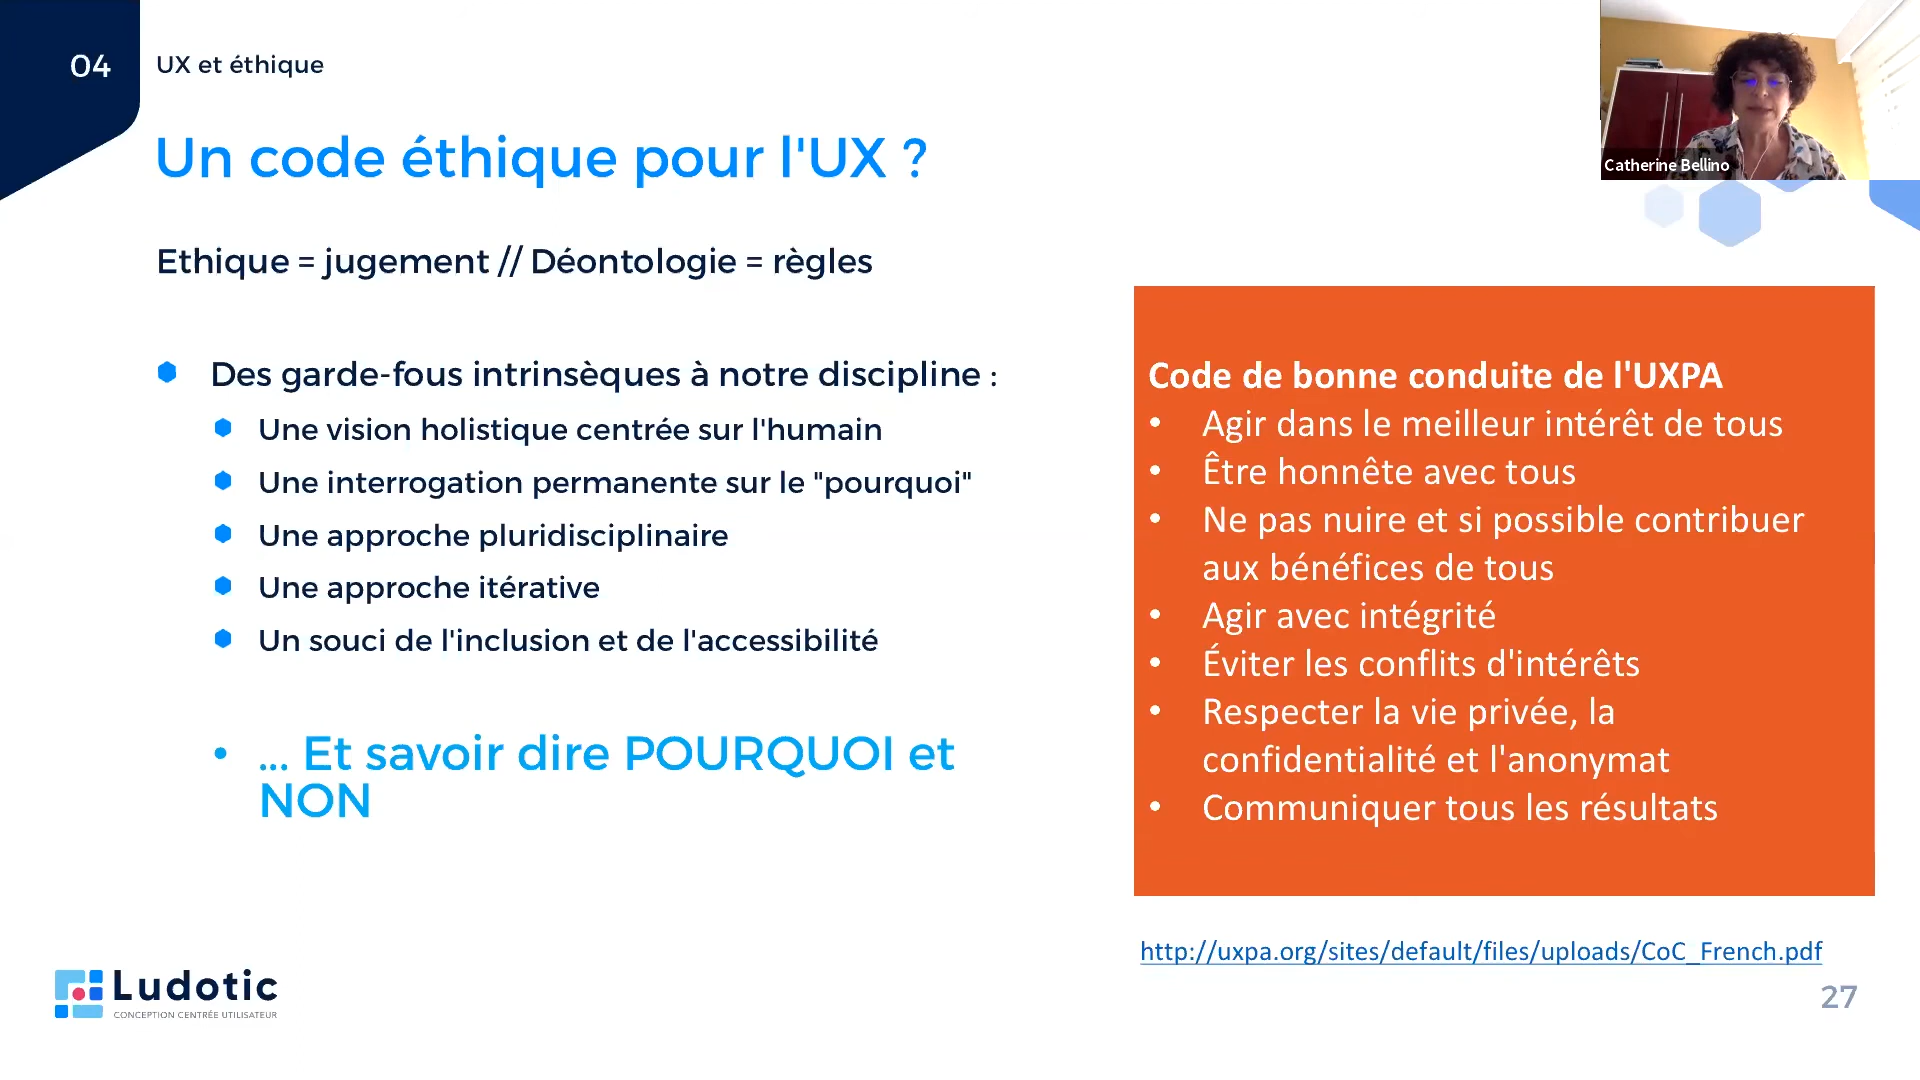 04
UX et éthique
Un code éthique pour l'UX ?
Ethique = jugement // Déontologie = règles
Des garde-fous intrinsèques à notre discipline :
Une vision holistique centrée sur l'humain
Une interrogation permanente sur le "pourquoi"
Une approche pluridisciplinaire
Une approche itérative
Un souci de l'inclusion et de l'accessibilité
• ... Et savoir dire POURQUOI et
NON
Catherine Bellino
Code de bonne conduite de l'UXPA
• Agir dans le meilleur intérêt de tous
• Être honnête avec tous
• Ne pas nuire et si possible contribuer
aux bénéfices de tous
• Agir avec intégrité
• Éviter les conflits d'intérêts
• Respecter la vie privée, la
confidentialité et l'anonymat
• Communiquer tous les résultats
http://uxpa.org/sites/default/files/uploads/CoC_French.pdf
Ludotic
CONCEPTION CENTRÉE UTILISATEUR
27